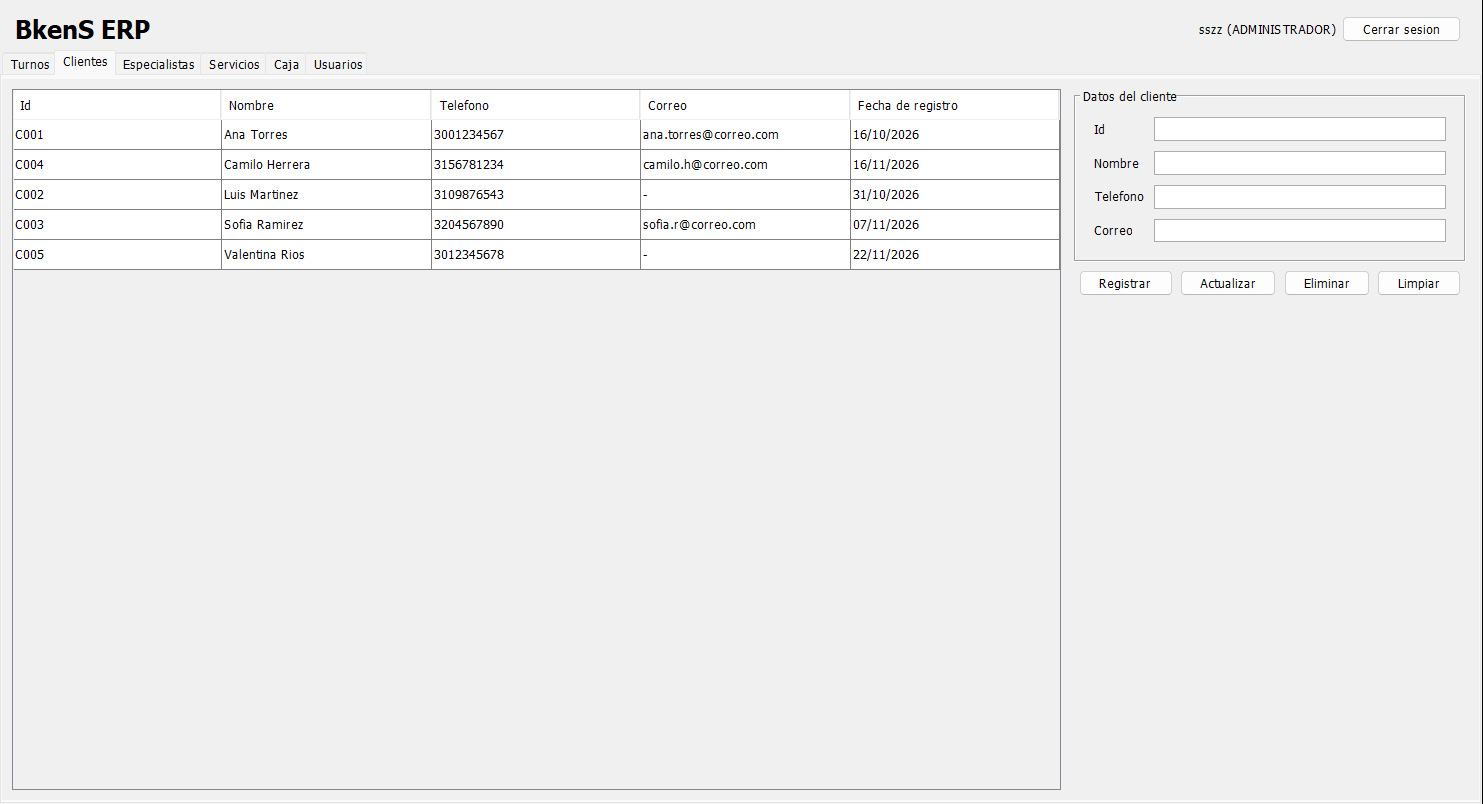 BkenS ERP
sszz (ADMINISTRADOR) Cerrar sesion
Turnos Clientes Especialistas Servicios Caja Usuarios
Id Nombre Telefono Correo Fecha de registro
C001 Ana Torres 3001234567 ana.torres@correo.com 16/10/2026
C004 Camilo Herrera 3156781234 camilo.h@correo.com 16/11/2026
C002 Luis Martinez 3109876543 - 31/10/2026
C003 Sofia Ramirez 3204567890 sofia.r@correo.com 07/11/2026
C005 Valentina Rios 3012345678 - 22/11/2026
Datos del cliente
Id
Nombre
Telefono
Correo
Registrar Actualizar Eliminar Limpiar